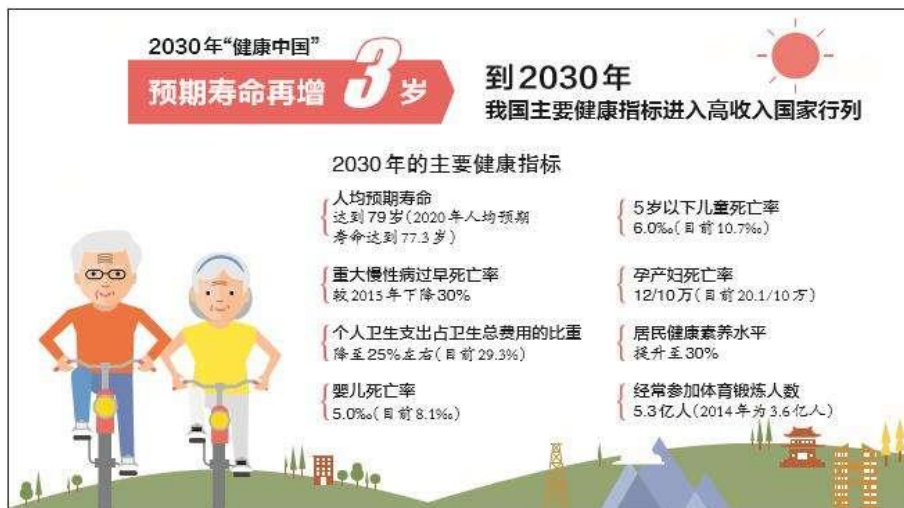 2030年“健康中国”
预期寿命再增3岁
到2030年
我国主要健康指标进入高收入国家行列
2030年的主要健康指标
人均预期寿命
达到79岁(2020年人均预期
寿命达到77.3岁)
重大慢性病过早死亡率
较2015年下降30%
个人卫生支出占卫生总费用的比重
降至25%左右(目前29.3%)
婴儿死亡率
5.0‰(目前8.1‰)
5岁以下儿童死亡率
6.0‰(目前10.7‰)
孕产妇死亡率
12/10万(目前20.1/10万)
居民健康素养水平
提升至30%
经常参加体育锻炼人数
5.3亿人(2014年为3.6亿人)